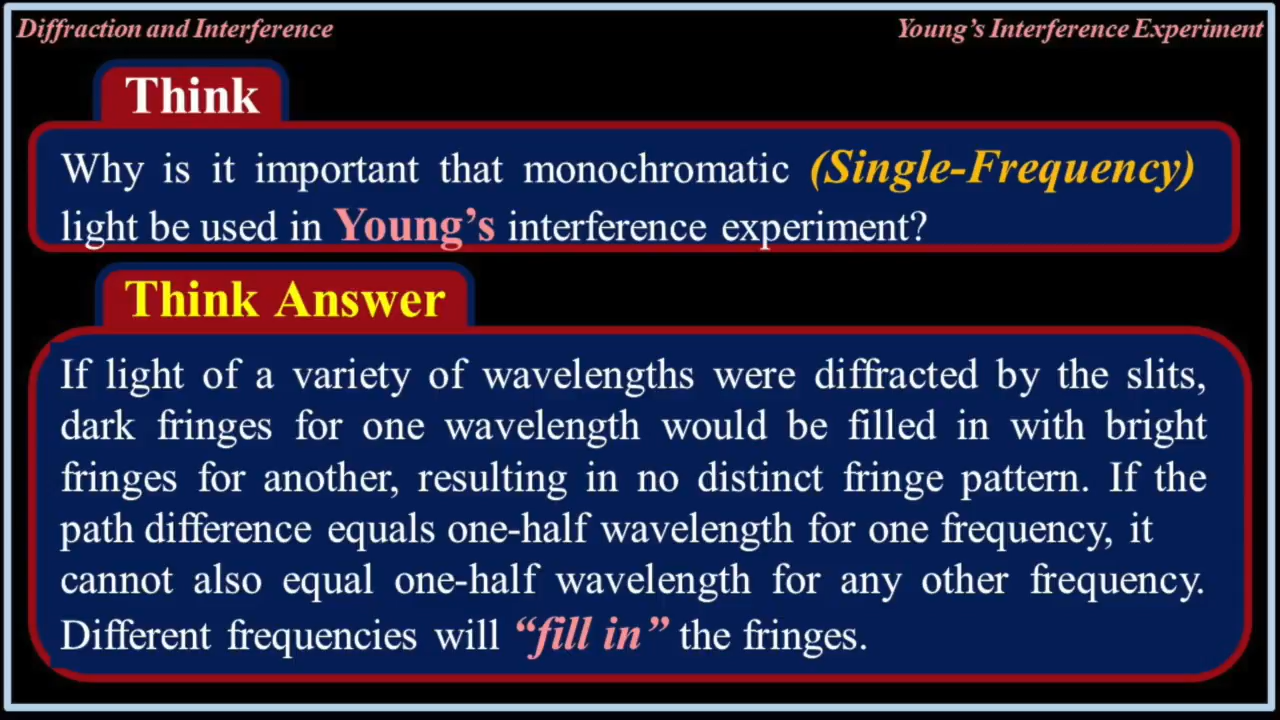 Diffraction and Interference
Young's Interference Experiment
Think
Why is it important that monochromatic (Single-Frequency)
light be used in Young's interference experiment?
Think Answer
If light of a variety of wavelengths were diffracted by the slits,
dark fringes for one wavelength would be filled in with bright
fringes for another, resulting in no distinct fringe pattern. If the
path difference equals one-half wavelength for one frequency, it
cannot also equal one-half wavelength for any other frequency.
Different frequencies will “fill in” the fringes.